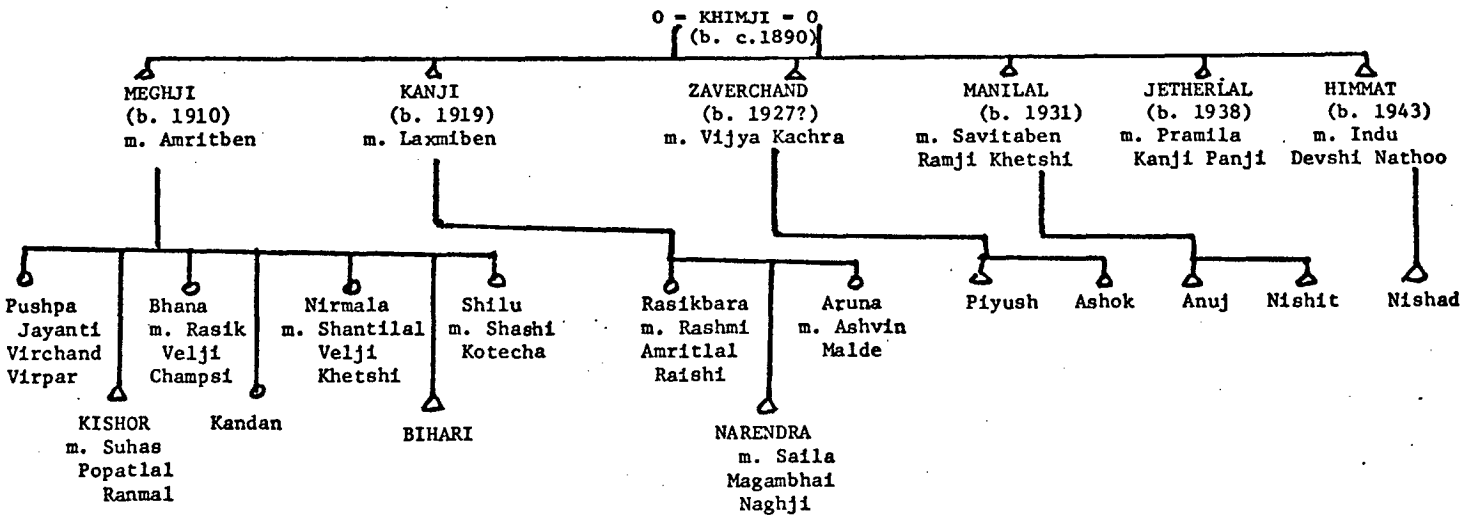 O - KHIMJI - O
(b. c.1890)
MEGHJI
(b. 1910)
m. Amritben
KANJI
(b. 1919)
m. Laxmiben
ZAVERCHAND
(b. 1927?)
m. Vijya Kachra
MANILAL
(b. 1931)
m. Savitaben
Ramji Khetshi
JETHERIAL
(b. 1938)
m. Pramila
Kanji Panji
HIMMAT
(b. 1943)
m. Indu
Devshi Nathoo
Pushpa
Jayanti
Virchand
Virpar
KISHOR
m. Suhas
Popatlal
Ranmal
Bhana
m. Rasik
Velji
Champsi
Kandan
Nirmala
m. Shantilal
Velji
Khetshi
BIHARI
Shilu
m. Shashi
Kotecha
Rasikbara
m. Rashmi
Amritlal
Raishi
NARENDRA
m. Saila
Magambhai
Naghji
Aruna
m. Ashvin
Malde
Piyush
Ashok
Anuj
Nishit
Nishad